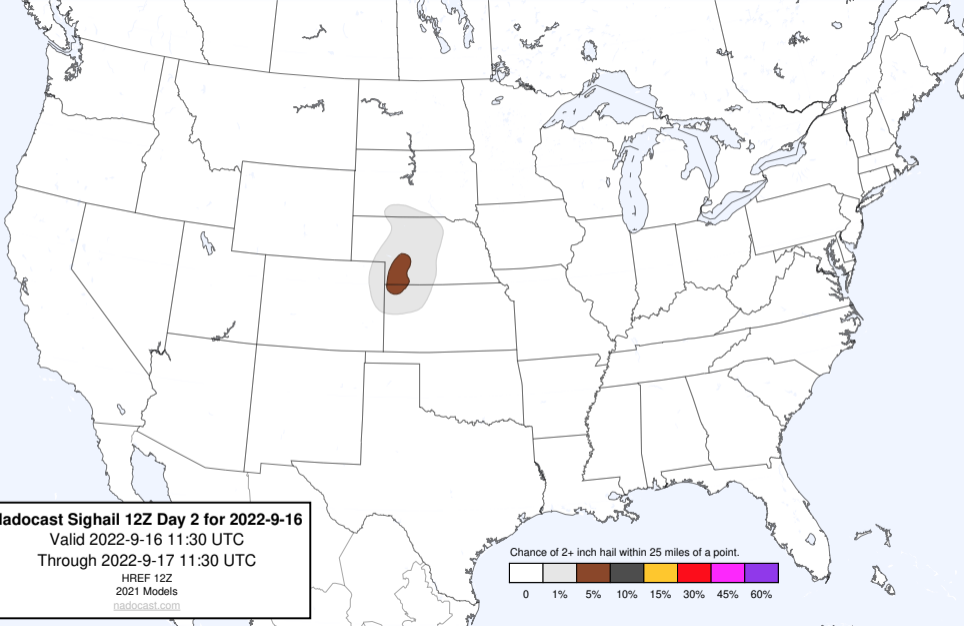 Nadocast Sighail 12Z Day 2 for 2022-9-16
Valid 2022-9-16 11:30 UTC
Through 2022-9-17 11:30 UTC
HREF 12Z
2021 Models
nadocast.com
Chance of 2+ inch hail within 25 miles of a point.
0 1% 5% 10% 15% 30% 45% 60%